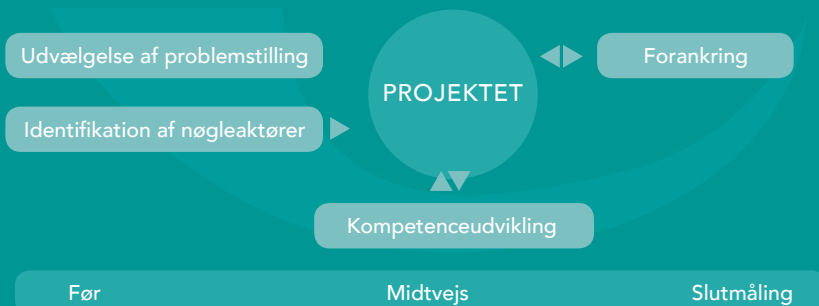 Udvælgelse af problemstilling
PROJEKTET
Forankring
Identifikation af nøgleaktører
Kompetenceudvikling
Før Midtvejs Slutmåling